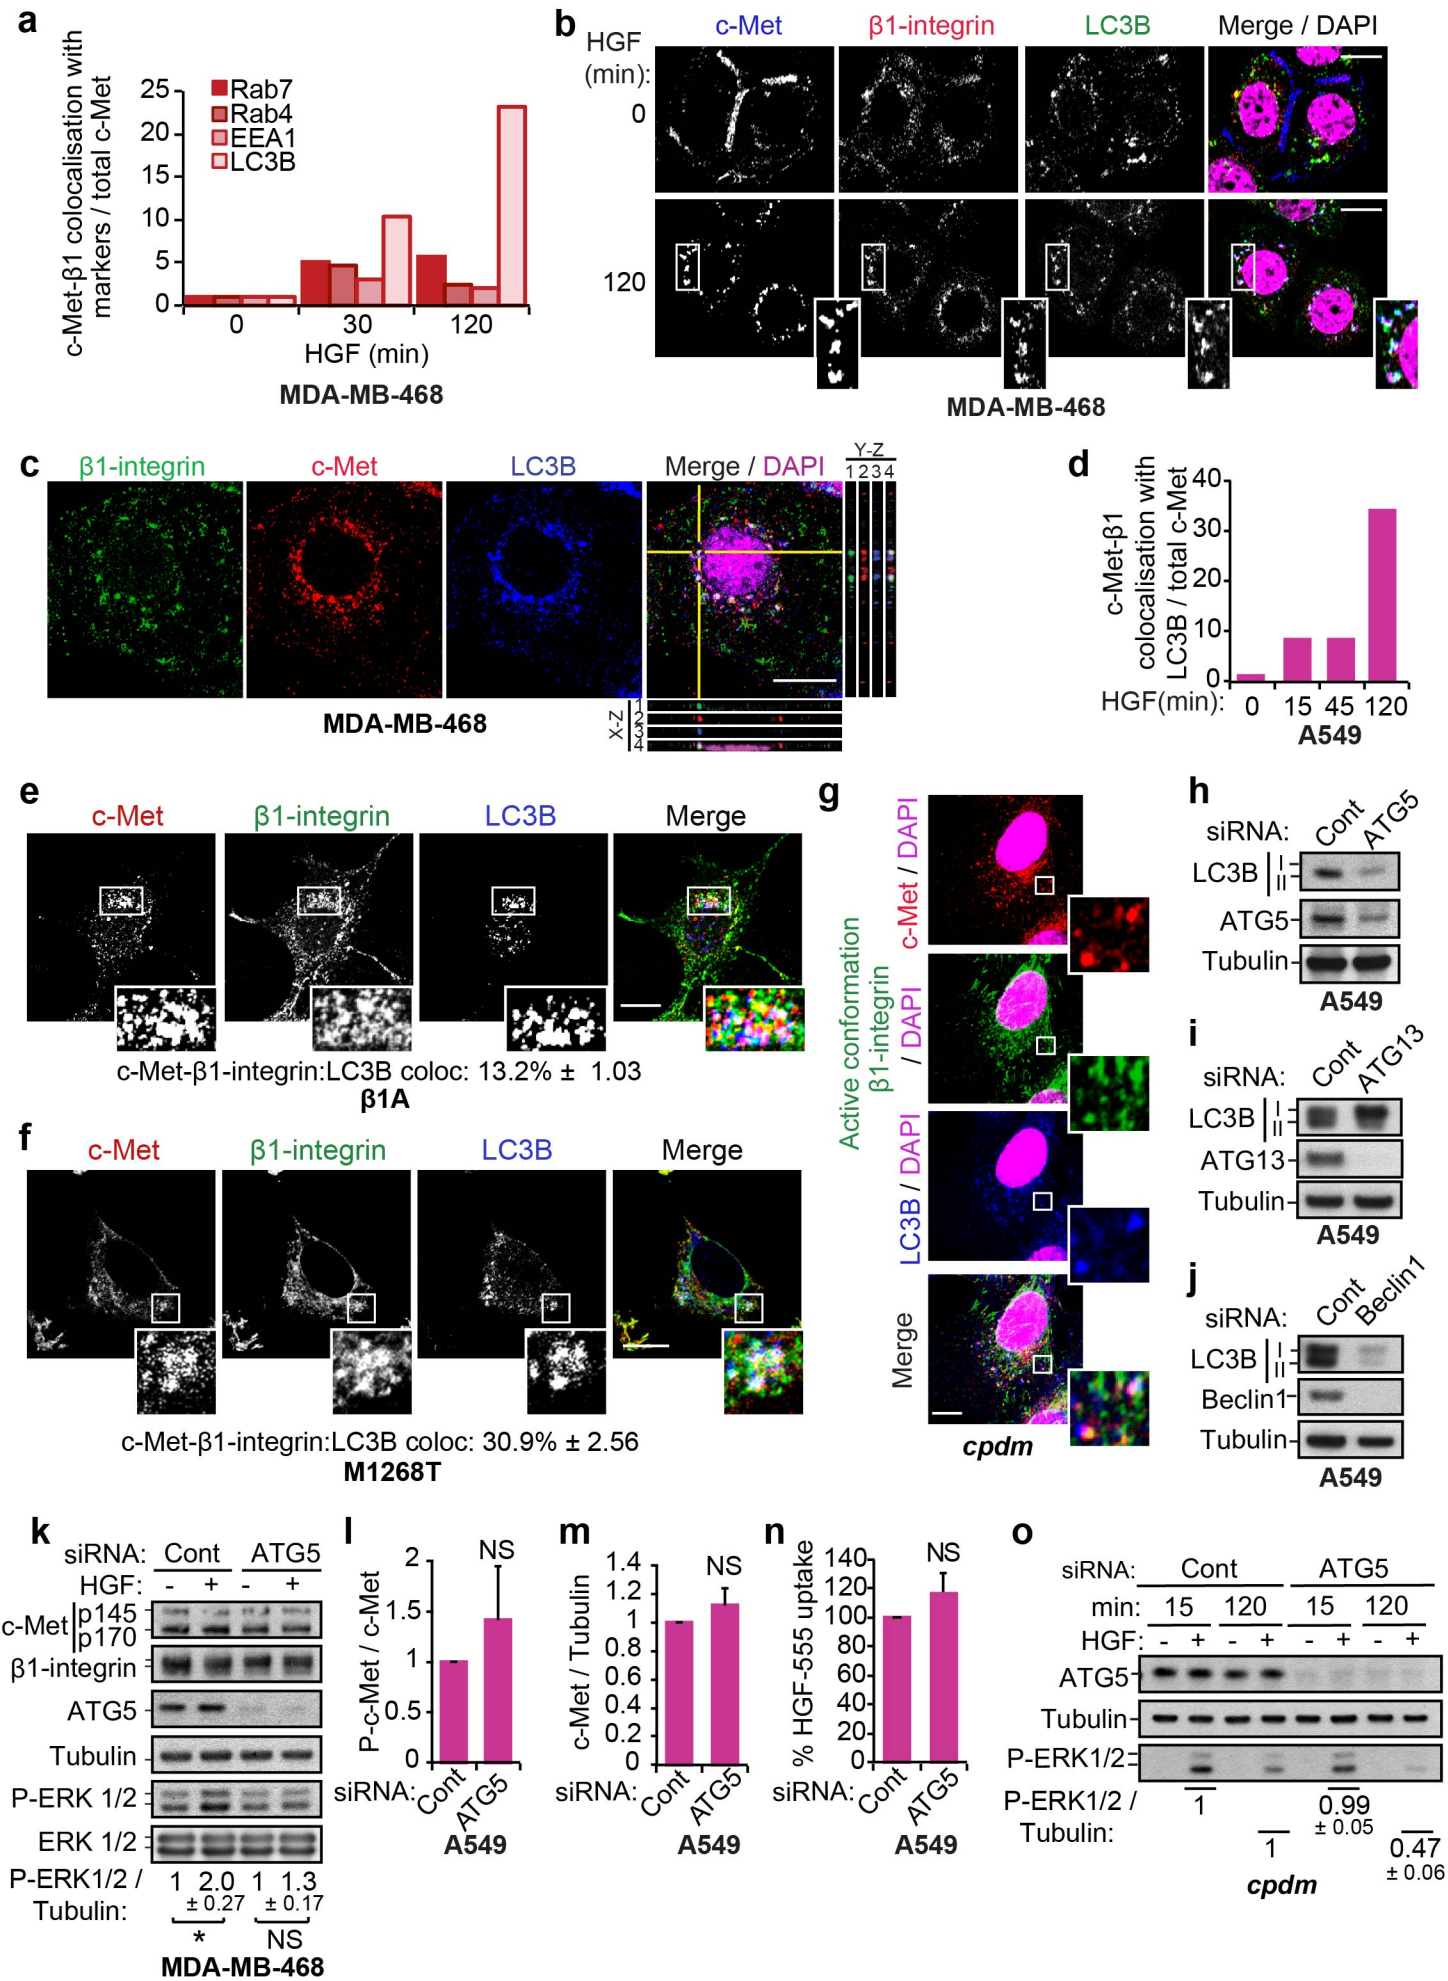 a
c-Met-β1 colocalisation with
markers / total c-Met
25
20
15
10
5
0
Rab7
Rab4
EEA1
LC3B
0 30 120
HGF (min)
MDA-MB-468
b
HGF
(min):
c-Met β1-integrin LC3B Merge / DAPI
0
120
MDA-MB-468
c
β1-integrin c-Met LC3B Merge / DAPI
Y-Z
1 2 3 4
X-Z
1
2
3
4
MDA-MB-468
d
c-Met-β1
colocalisation with
LC3B / total c-Met
40
30
20
10
0
HGF(min): 0 15 45 120
A549
e
c-Met β1-integrin LC3B Merge
c-Met-β1-integrin:LC3B coloc: 13.2% ± 1.03
β1A
f
c-Met β1-integrin LC3B Merge
c-Met-β1-integrin:LC3B coloc: 30.9% ± 2.56
M1268T
g
c-Met / DAPI
Active conformation
β1-integrin
/ DAPI
LC3B / DAPI
Merge
cpdm
h
siRNA: Cont ATG5
LC3B I
II
ATG5
Tubulin
A549
i
siRNA: Cont ATG13
LC3B I
II
ATG13
Tubulin
A549
j
siRNA: Cont Beclin1
LC3B I
II
Beclin1
Tubulin
A549
k
siRNA: Cont ATG5
HGF: - + - +
c-Met p145
p170
β1-integrin
ATG5
Tubulin
P-ERK 1/2
ERK 1/2
P-ERK1/2 / 1 2.0 1 1.3
Tubulin: ± 0.27 ± 0.17
* NS
MDA-MB-468
l
P-c-Met / c-Met
2
1.5
1
0.5
0
NS
siRNA: Cont ATG5
A549
m
c-Met / Tubulin
1.4
1.2
1
0.8
0.6
0.4
0.2
0
NS
siRNA: Cont ATG5
A549
n
% HGF-555 uptake
140
120
100
80
60
40
20
0
NS
siRNA: Cont ATG5
A549
o
siRNA: Cont ATG5
min: 15 120 15 120
HGF: - + - + - + - +
ATG5
Tubulin
P-ERK1/2
P-ERK1/2 / 1 0.99
± 0.05
Tubulin: 1 0.47
± 0.06
cpdm